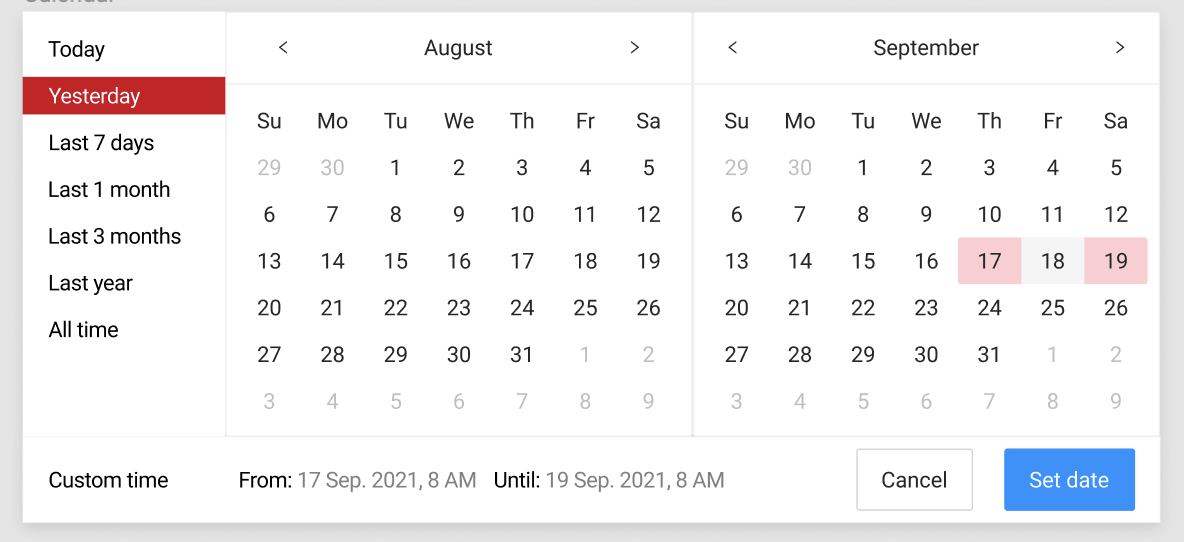 Calendar
Today
Yesterday
Last 7 days
Last 1 month
Last 3 months
Last year
All time
< August >
Su Mo Tu We Th Fr Sa
29 30 1 2 3 4 5
6 7 8 9 10 11 12
13 14 15 16 17 18 19
20 21 22 23 24 25 26
27 28 29 30 31 1 2
3 4 5 6 7 8 9
< September >
Su Mo Tu We Th Fr Sa
29 30 1 2 3 4 5
6 7 8 9 10 11 12
13 14 15 16 17 18 19
20 21 22 23 24 25 26
27 28 29 30 31 1 2
3 4 5 6 7 8 9
Custom time From: 17 Sep. 2021, 8 AM Until: 19 Sep. 2021, 8 AM Cancel Set date